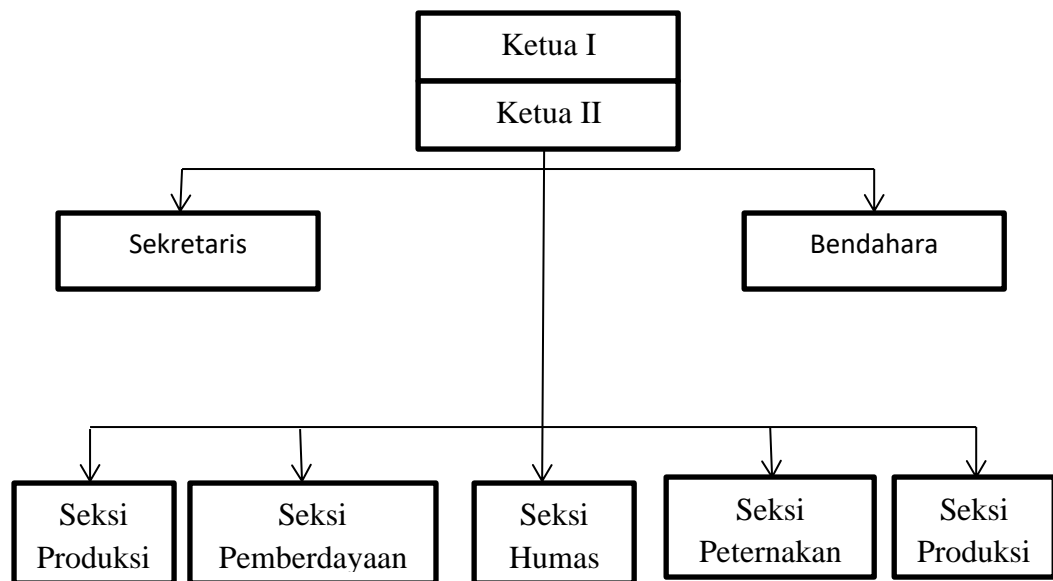 Ketua I
Ketua II
Sekretaris
Bendahara
Seksi
Produksi
Seksi
Pemberdayaan
Seksi
Humas
Seksi
Peternakan
Seksi
Produksi